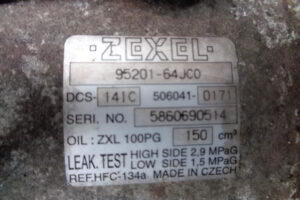 ZEXEL
95201-64JC0
DCS-141C 506041-0171
SERI. NO. 5860690514
OIL : ZXL 100PG 150 cm³
LEAK. TEST HIGH SIDE 2,9 MPaG
LOW SIDE 1,5 MPaG
REF.HFC-134a MADE IN CZECH